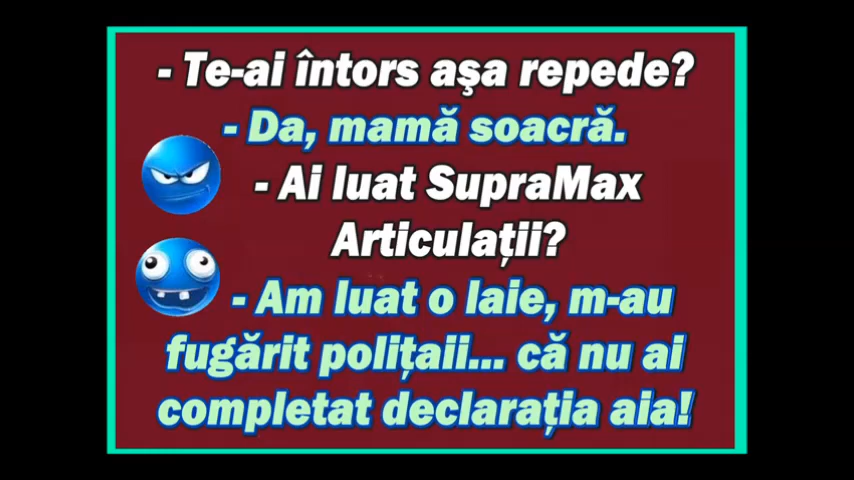 - Te-ai întors aşa repede?
- Da, mamă soacră.
- Ai luat SupraMax
Articulații?
- Am luat o laie, m-au
fugărit polițaii... că nu ai
completat declarația aia!